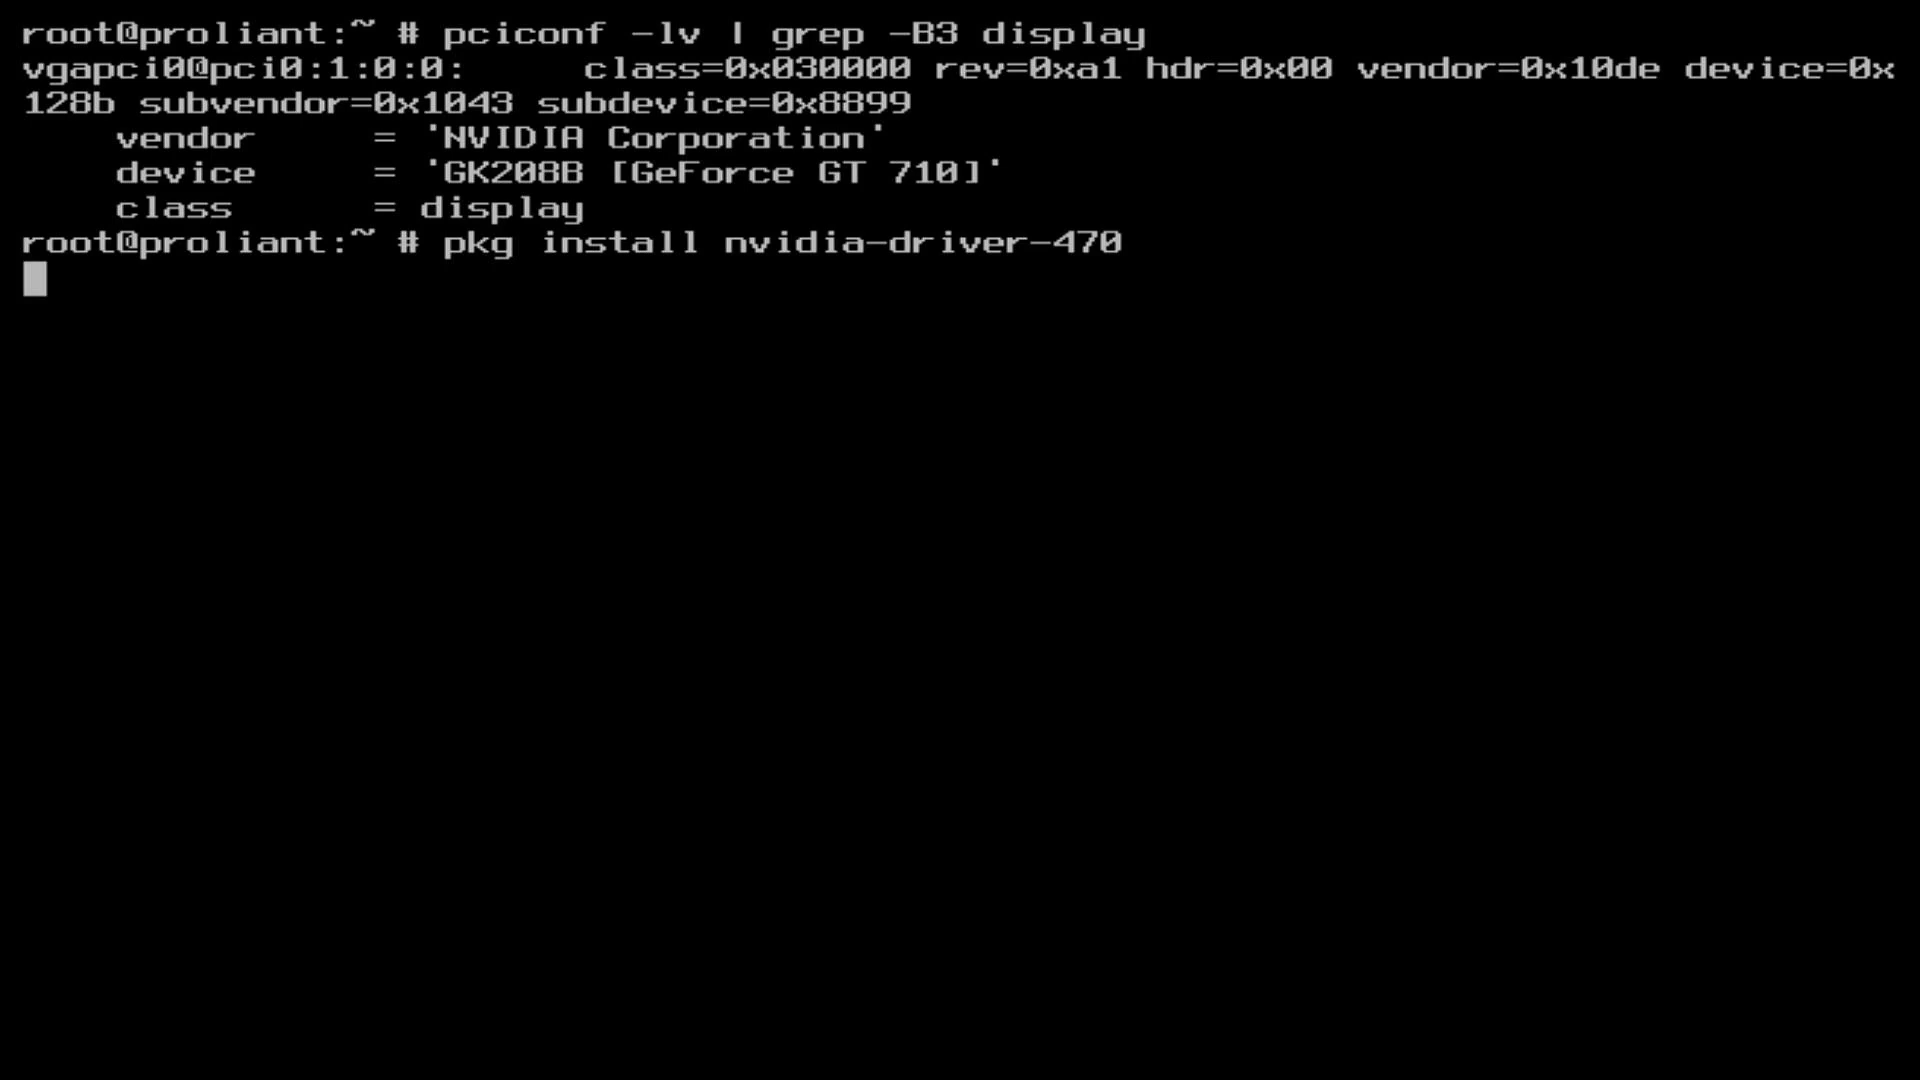 root@proliant:~ # pciconf -lv | grep -B3 display
vgapci0@pci0:1:0:0:     class=0x030000 rev=0xa1 hdr=0x00 vendor=0x10de device=0x
128b subvendor=0x1043 subdevice=0x8899
    vendor     = 'NVIDIA Corporation'
    device     = 'GK208B [GeForce GT 710]'
    class      = display
root@proliant:~ # pkg install nvidia-driver-470